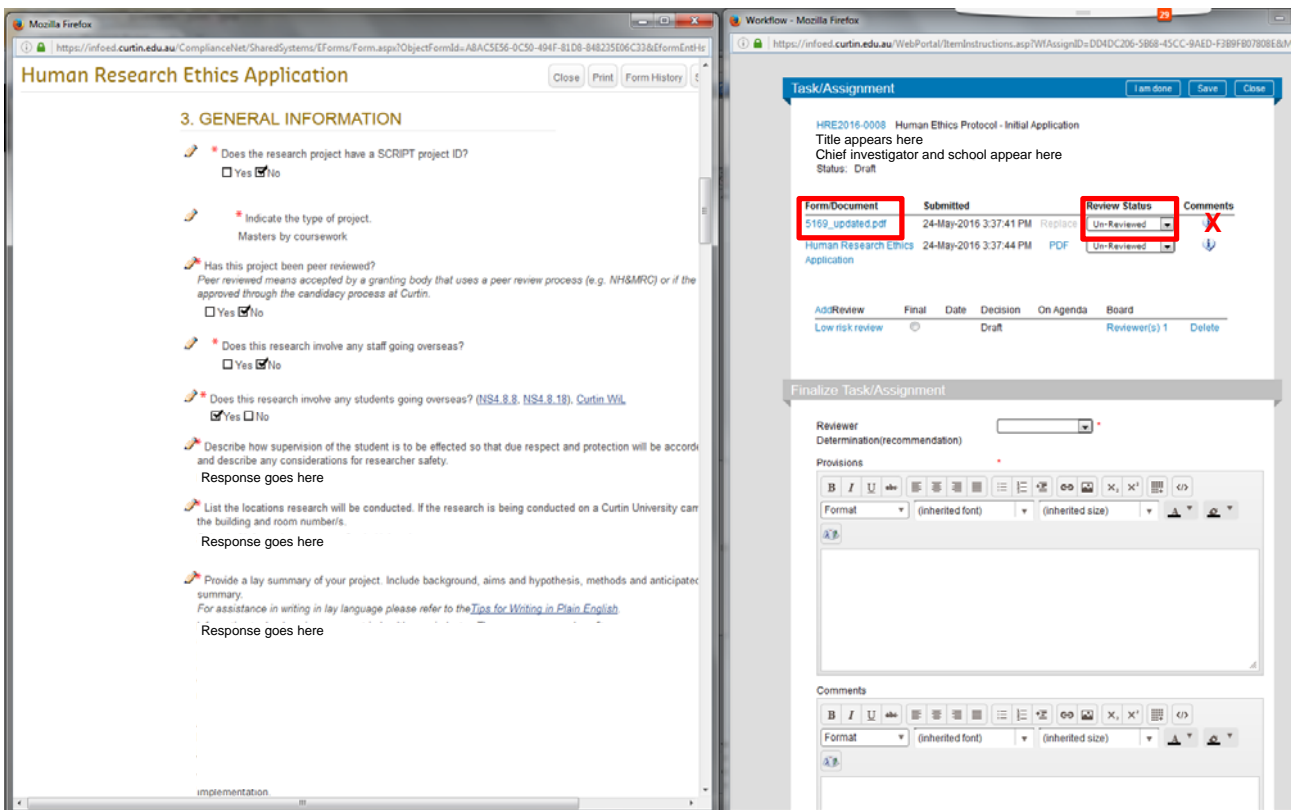 Mozilla Firefox
https://infoed.curtin.edu.au/ComplianceNet/SharedSystems/EForms/Form.aspx?ObjectFormId=A8AC5E56-0C50-494F-81D8-848235E06C33&EformEntHis
Human Research Ethics Application
Close Print Form History S
3. GENERAL INFORMATION
* Does the research project have a SCRIPT project ID?
Yes No
* Indicate the type of project.
Masters by coursework
* Has this project been peer reviewed?
Peer reviewed means accepted by a granting body that uses a peer review process (e.g. NH&MRC) or if the
approved through the candidacy process at Curtin.
Yes No
* Does this research involve any staff going overseas?
Yes No
* Does this research involve any students going overseas? (NS4.8.8, NS4.8.18), Curtin WiL
Yes No
* Describe how supervision of the student is to be effected so that due respect and protection will be accorde
and describe any considerations for researcher safety.
Response goes here
* List the locations research will be conducted. If the research is being conducted on a Curtin University cam
the building and room number/s.
Response goes here
* Provide a lay summary of your project. Include background, aims and hypothesis, methods and anticipated
summary.
For assistance in writing in lay language please refer to the Tips for Writing in Plain English.
Response goes here
implementation.
Workflow - Mozilla Firefox
29
https://infoed.curtin.edu.au/WebPortal/ItemInstructions.asp?WfAssignID=DD4DC206-5B68-45CC-9AED-F3B9FB07808E&M
Task/Assignment
I am done Save Close
HRE2016-0008 Human Ethics Protocol - Initial Application
Title appears here
Chief investigator and school appear here
Status: Draft
Form/Document Submitted Review Status Comments
5169_updated.pdf 24-May-2016 3:37:41 PM Replace Un-Reviewed X
Human Research Ethics 24-May-2016 3:37:44 PM PDF Un-Reviewed
Application
AddReview Final Date Decision On Agenda Board
Low risk review Draft Reviewer(s) 1 Delete
Finalize Task/Assignment
Reviewer *
Determination(recommendation)
Provisions *
B I U abc X, X' </>
Format (inherited font) (inherited size) A
Comments
B I U abc X, X' </>
Format (inherited font) (inherited size) A